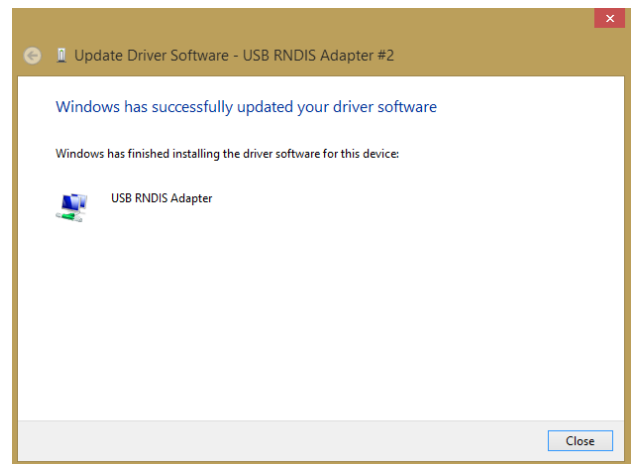 Update Driver Software - USB RNDIS Adapter #2
Windows has successfully updated your driver software
Windows has finished installing the driver software for this device:
USB RNDIS Adapter
Close